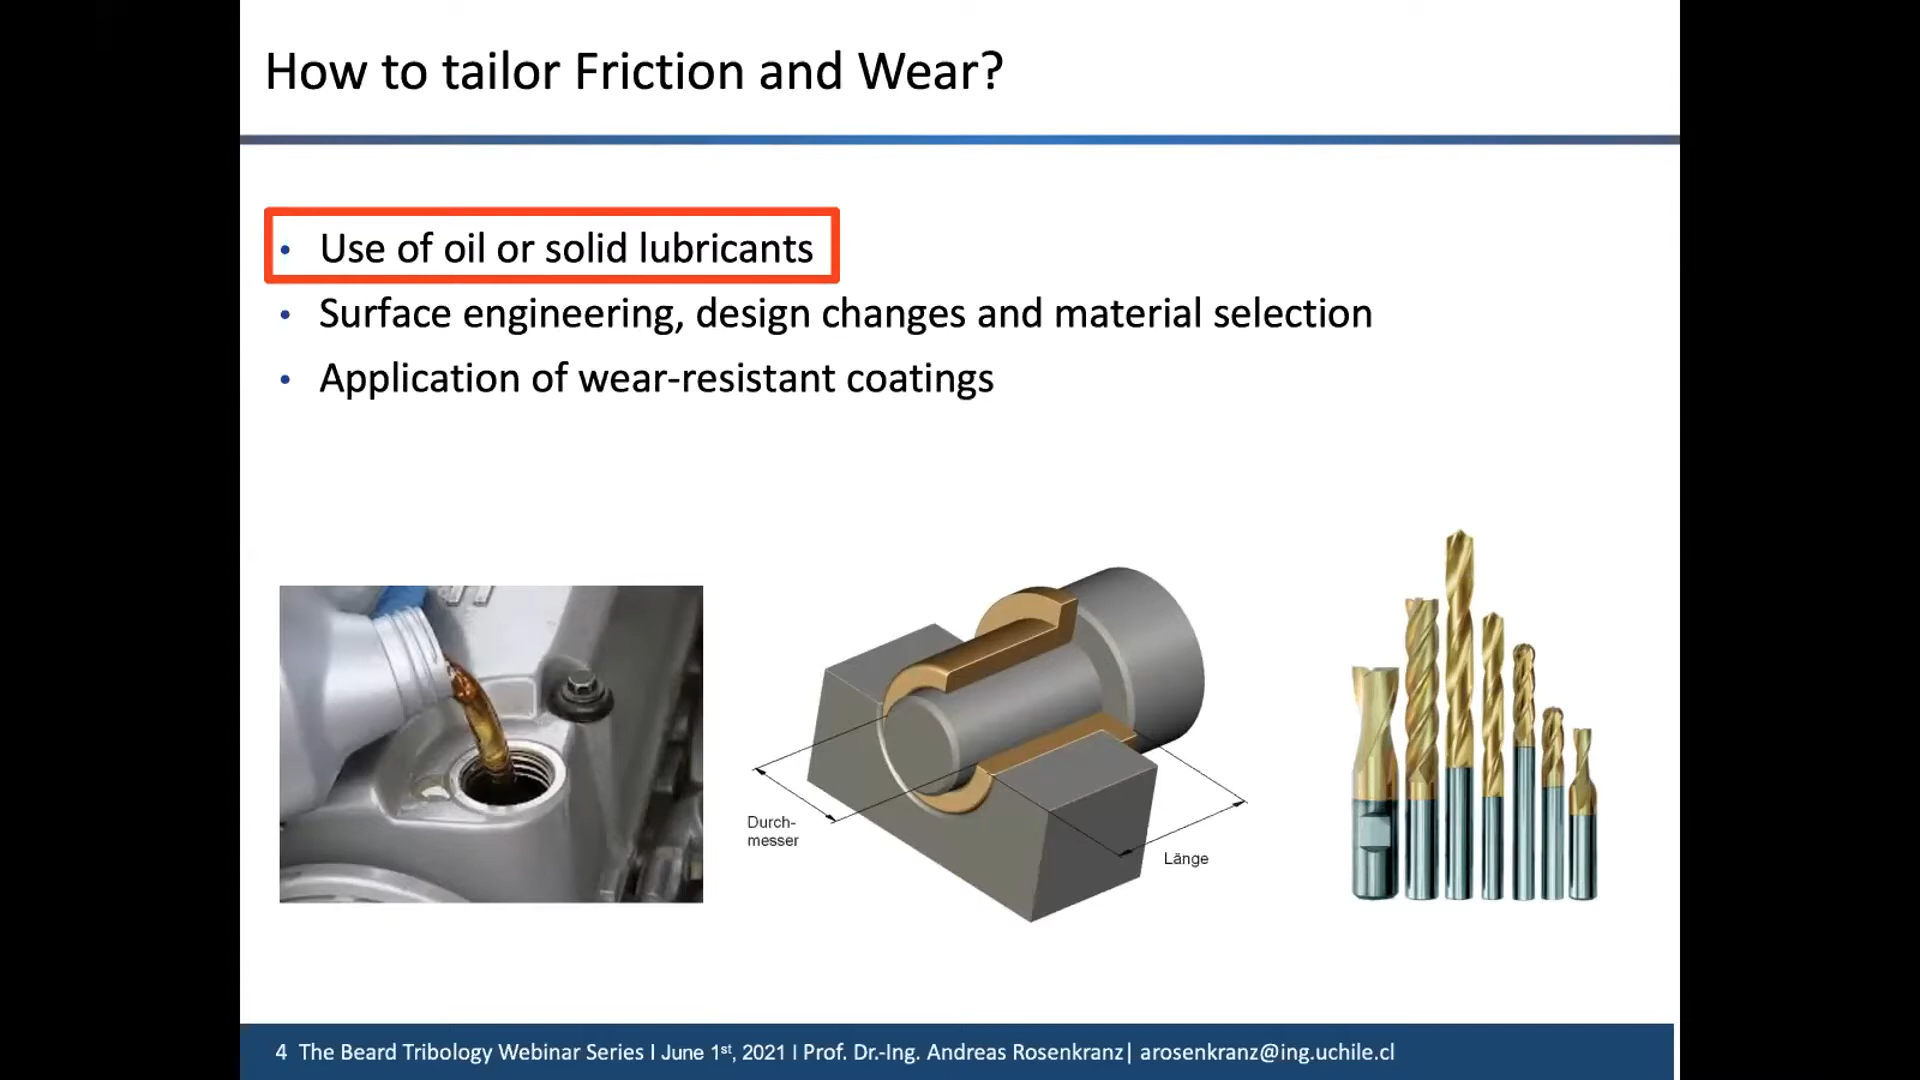 How to tailor Friction and Wear?
• Use of oil or solid lubricants
• Surface engineering, design changes and material selection
• Application of wear-resistant coatings
Durch-
messer
Länge
4 The Beard Tribology Webinar Series I June 1st, 2021 I Prof. Dr.-Ing. Andreas Rosenkranz| arosenkranz@ing.uchile.cl